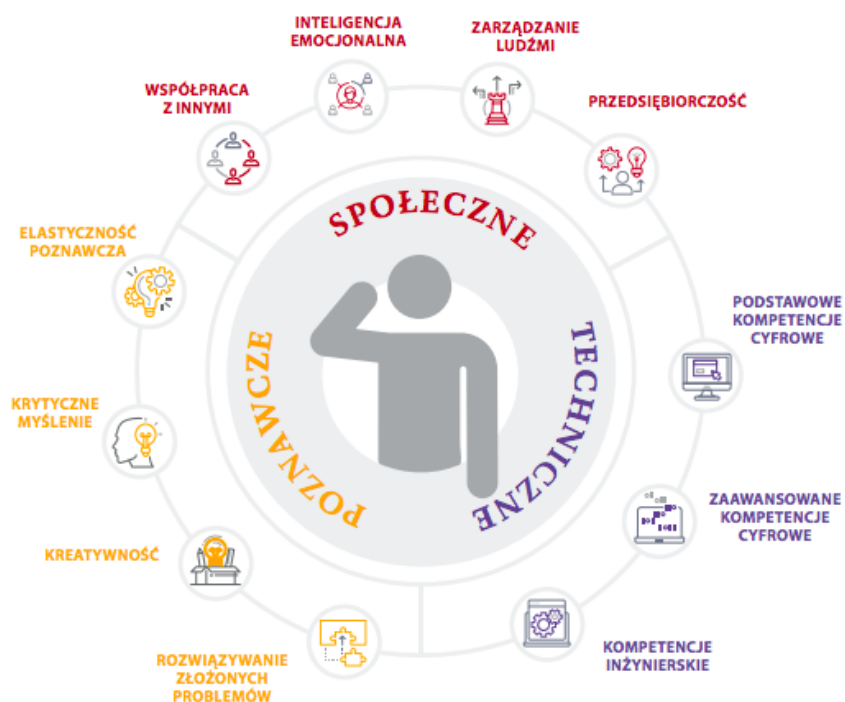 INTELIGENCJA
EMOCJONALNA
ZARZĄDZANIE
LUDŹMI
WSPÓŁPRACA
Z INNYMI
PRZEDSIĘBIORCZOŚĆ
SPOŁECZNE
ELASTYCZNOŚĆ
POZNAWCZA
PODSTAWOWE
KOMPETENCJE
CYFROWE
POZNAWCZE
TECHNICZNE
KRYTYCZNE
MYŚLENIE
ZAAWANSOWANE
KOMPETENCJE
CYFROWE
KREATYWNOŚĆ
KOMPETENCJE
INŻYNIERSKIE
ROZWIĄZYWANIE
ZŁOŻONYCH
PROBLEMÓW